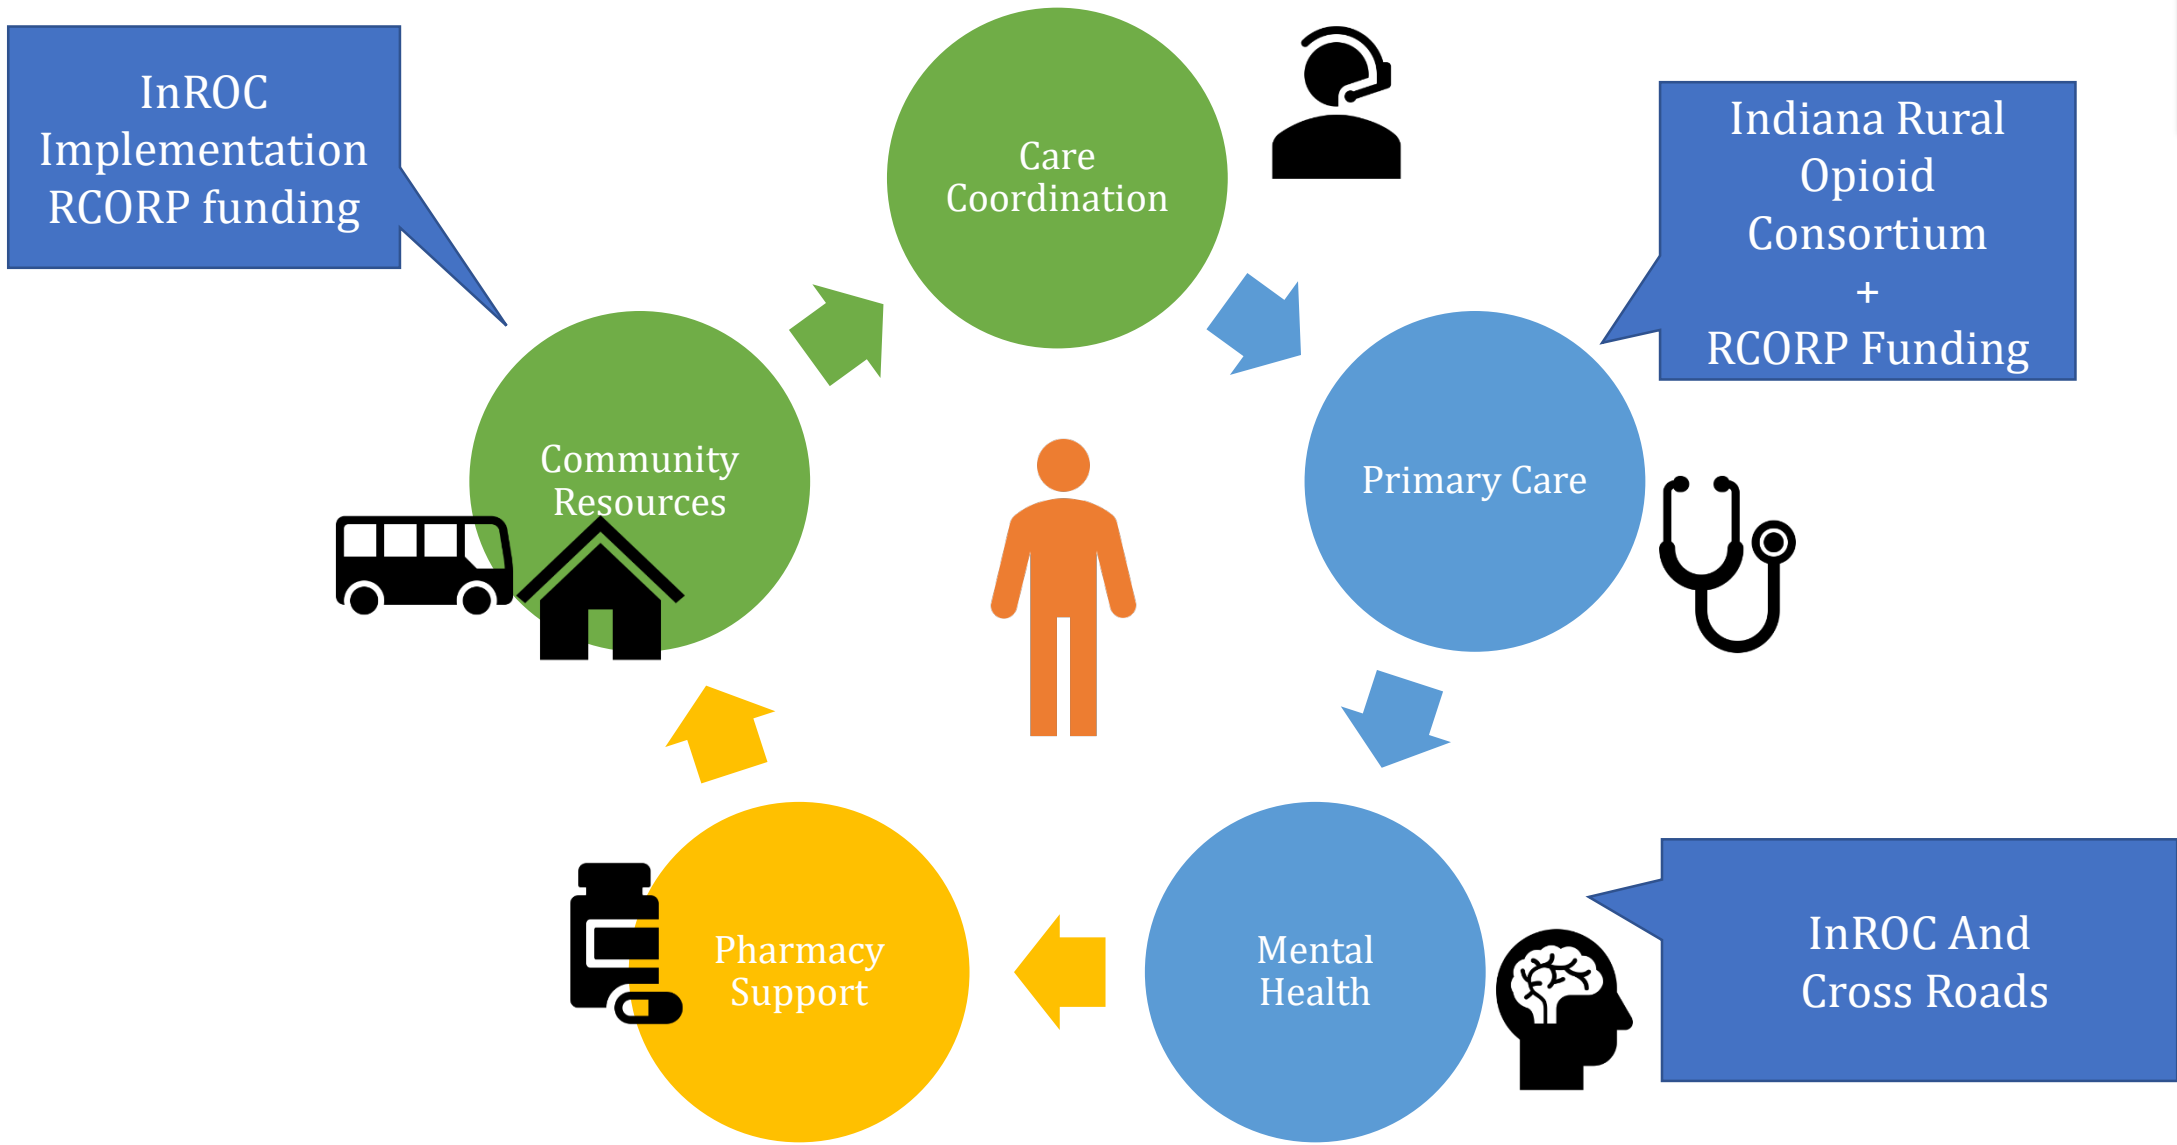 InROC
Implementation
RCORP funding
Care
Coordination
Indiana Rural
Opioid
Consortium
+
RCORP Funding
Community
Resources
Primary Care
Pharmacy
Support
Mental
Health
InROC And
Cross Roads